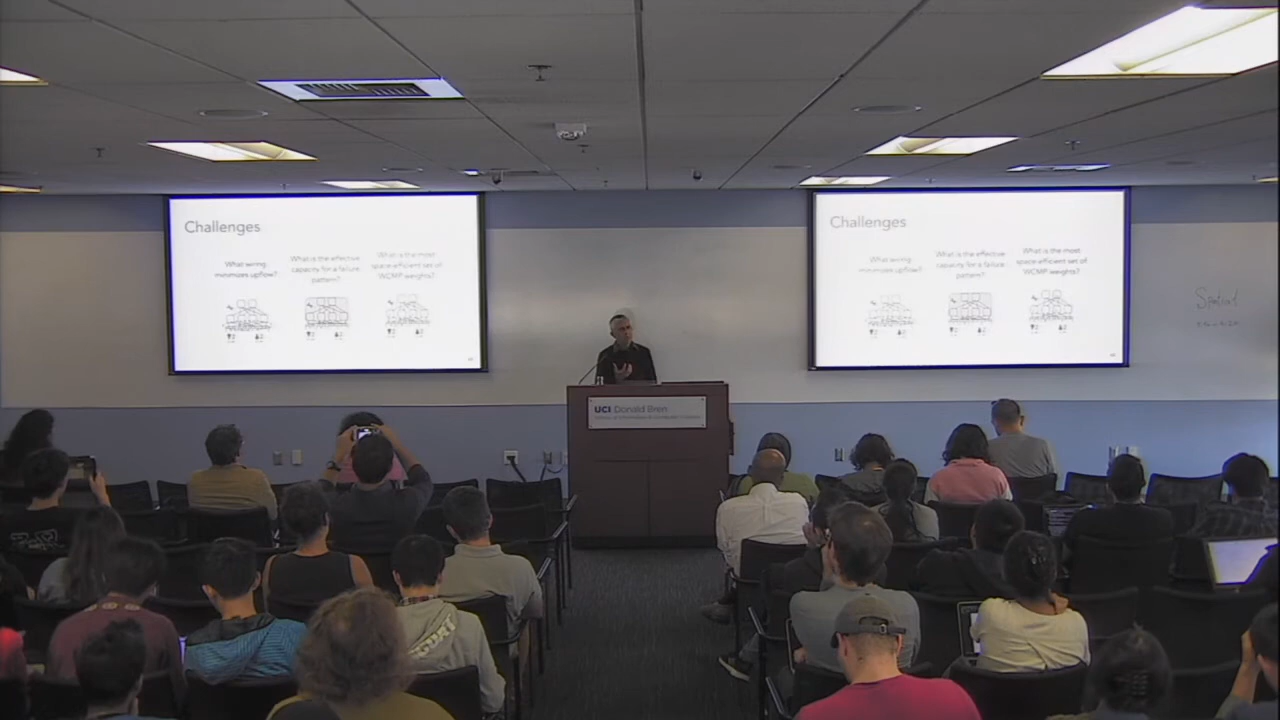 Challenges
What wiring
minimizes upflow?
What is the effective
capacity for a failure
pattern?
What is the most
space-efficient set of
WCMP weights?
Challenges
What wiring
minimizes upflow?
What is the effective
capacity for a failure
pattern?
What is the most
space-efficient set of
WCMP weights?
UCI Donald Bren